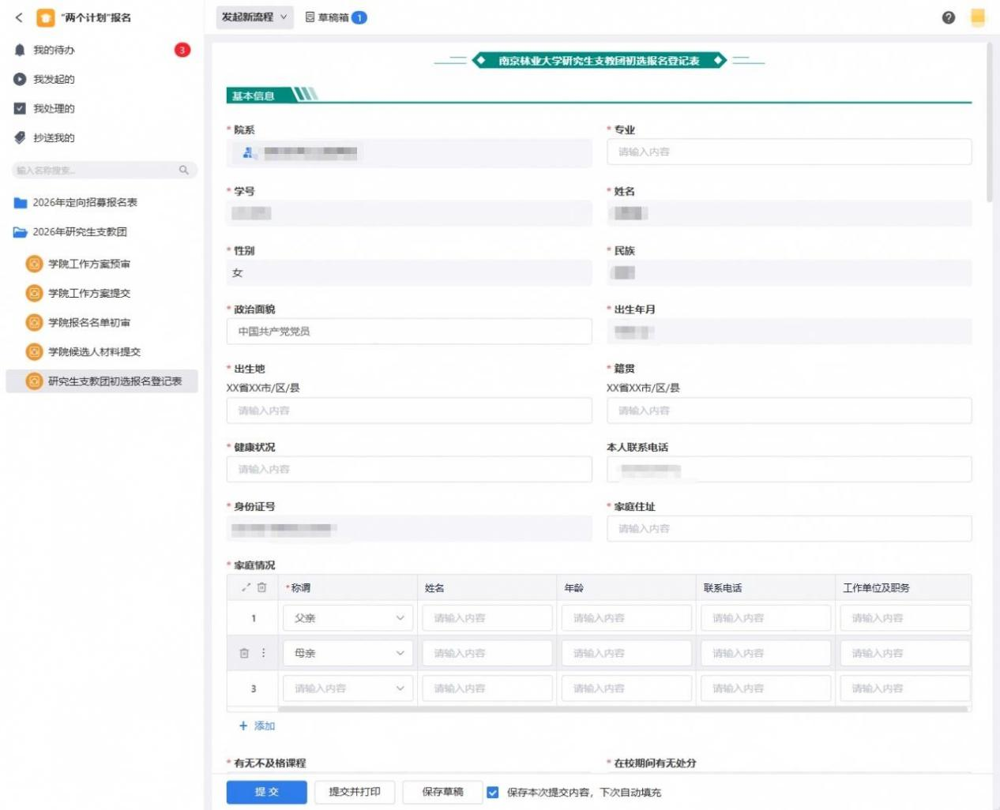 "两个计划"报名
发起新流程
草稿箱 1
我的待办 3
我发起的
我处理的
抄送我的
输入名称搜索...
2026年定向招募报名表
2026年研究生支教团
学院工作方案预审
学院工作方案提交
学院报名名单初审
学院候选人材料提交
研究生支教团初选报名登记表
南京林业大学研究生支教团初选报名登记表
基本信息
* 院系
* 专业
请输入内容
* 学号
* 姓名
* 性别
女
* 民族
* 政治面貌
中国共产党党员
* 出生年月
* 出生地
XX省XX市/区/县
请输入内容
* 籍贯
XX省XX市/区/县
请输入内容
* 健康状况
请输入内容
本人联系电话
* 身份证号
* 家庭住址
请输入内容
* 家庭情况
* 称谓 姓名 年龄 联系电话 工作单位及职务
1 父亲 请输入内容 请输入内容 请输入内容 请输入内容
母亲 请输入内容 请输入内容 请输入内容 请输入内容
3 请输入内容 请输入内容 请输入内容 请输入内容 请输入内容
+ 添加
* 有无不及格课程
* 在校期间有无处分
提交 提交并打印 保存草稿 保存本次提交内容，下次自动填充